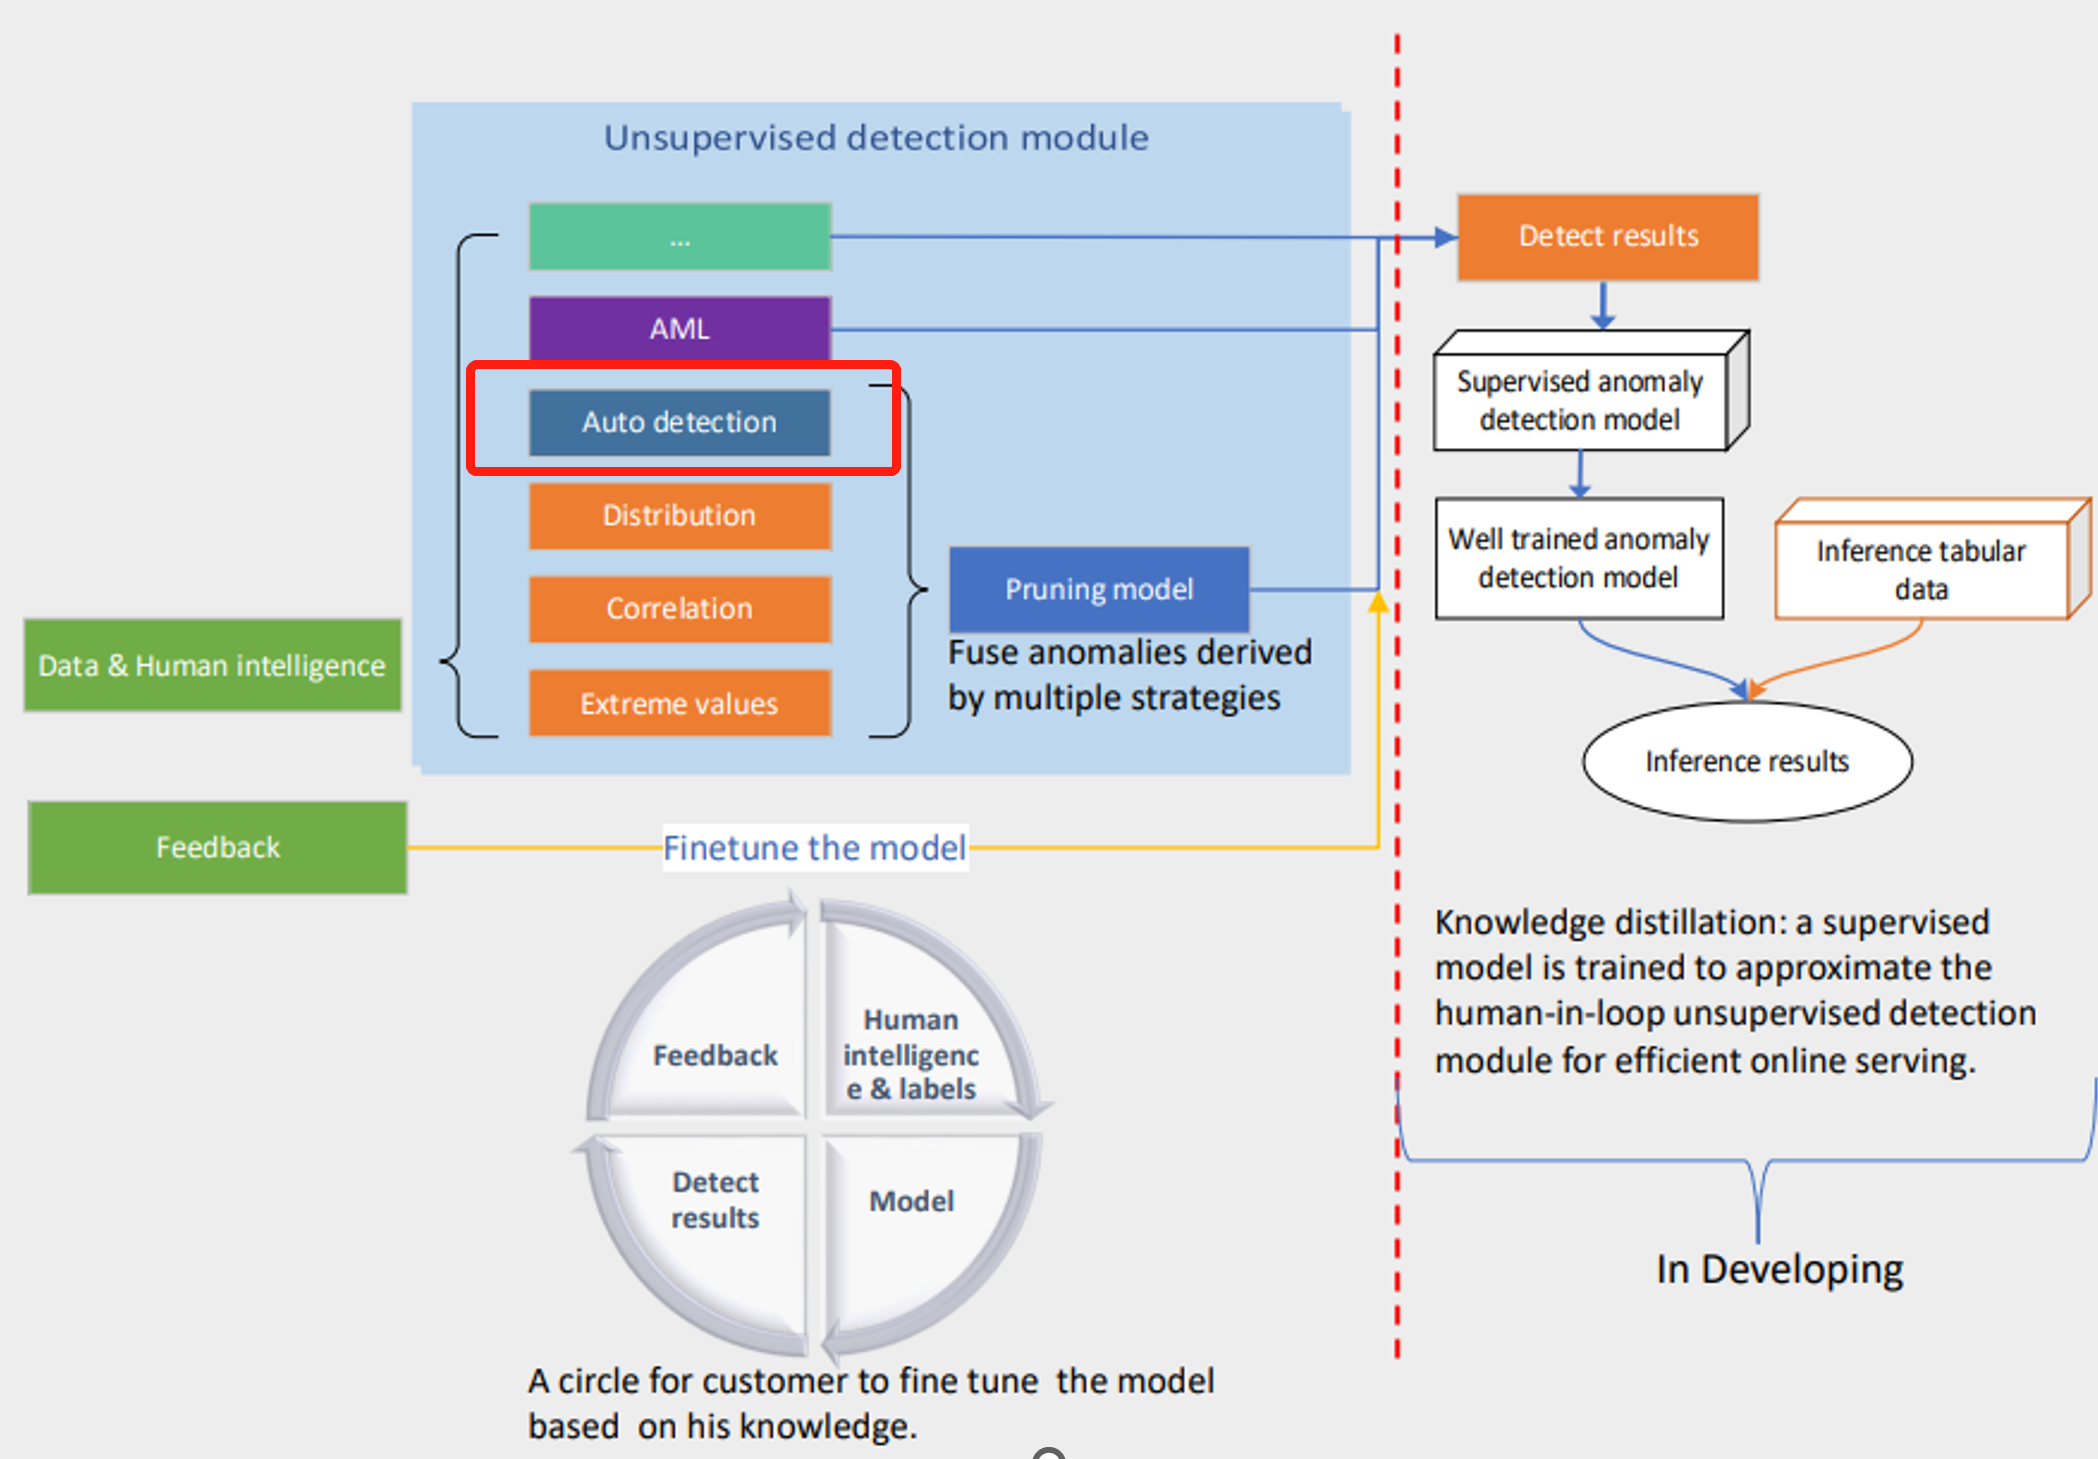 Unsupervised detection module
...
AML
Auto detection
Distribution
Correlation
Extreme values
Data & Human intelligence
Pruning model
Fuse anomalies derived
by multiple strategies
Feedback
Finetune the model
Detect results
Supervised anomaly
detection model
Well trained anomaly
detection model
Inference tabular
data
Inference results
Knowledge distillation: a supervised
model is trained to approximate the
human-in-loop unsupervised detection
module for efficient online serving.
In Developing
Feedback
Human
intelligenc
e & labels
Detect
results
Model
A circle for customer to fine tune  the model
based  on his knowledge.